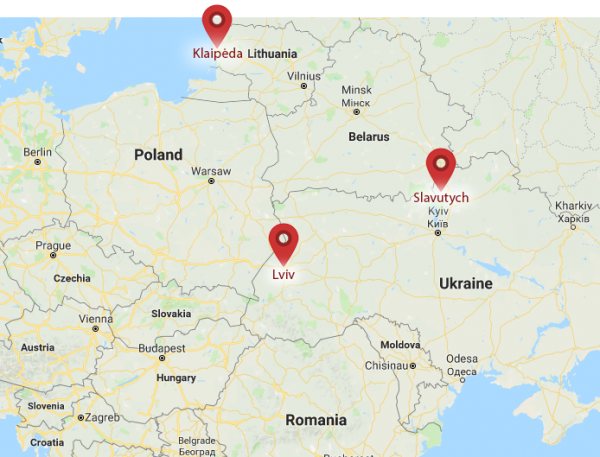 Klaipėda
Lithuania
Vilnius
Minsk
Мінск
Belarus
Berlin
Poland
Warsaw
Slavutych
Kyiv
Київ
Kharkiv
Харків
Prague
Czechia
Lviv
Ukraine
Slovakia
Vienna
Austria
Budapest
Hungary
Moldova
Chisinau
Odesa
Одеса
Slovenia
Zagreb
Croatia
Romania
Belgrade
Београд